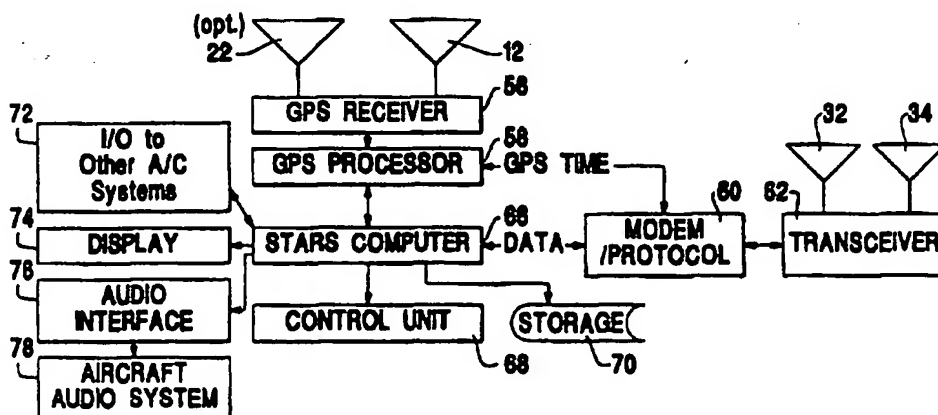 (opt.)
22
12
GPS RECEIVER
56
72
I/O to
Other A/C
Systems
GPS PROCESSOR
58
GPS TIME
32
34
74
DISPLAY
STARS COMPUTER
66
DATA
60
MODEM
/PROTOCOL
62
TRANSCEIVER
76
AUDIO
INTERFACE
CONTROL UNIT
68
STORAGE
70
78
AIRCRAFT
AUDIO SYSTEM